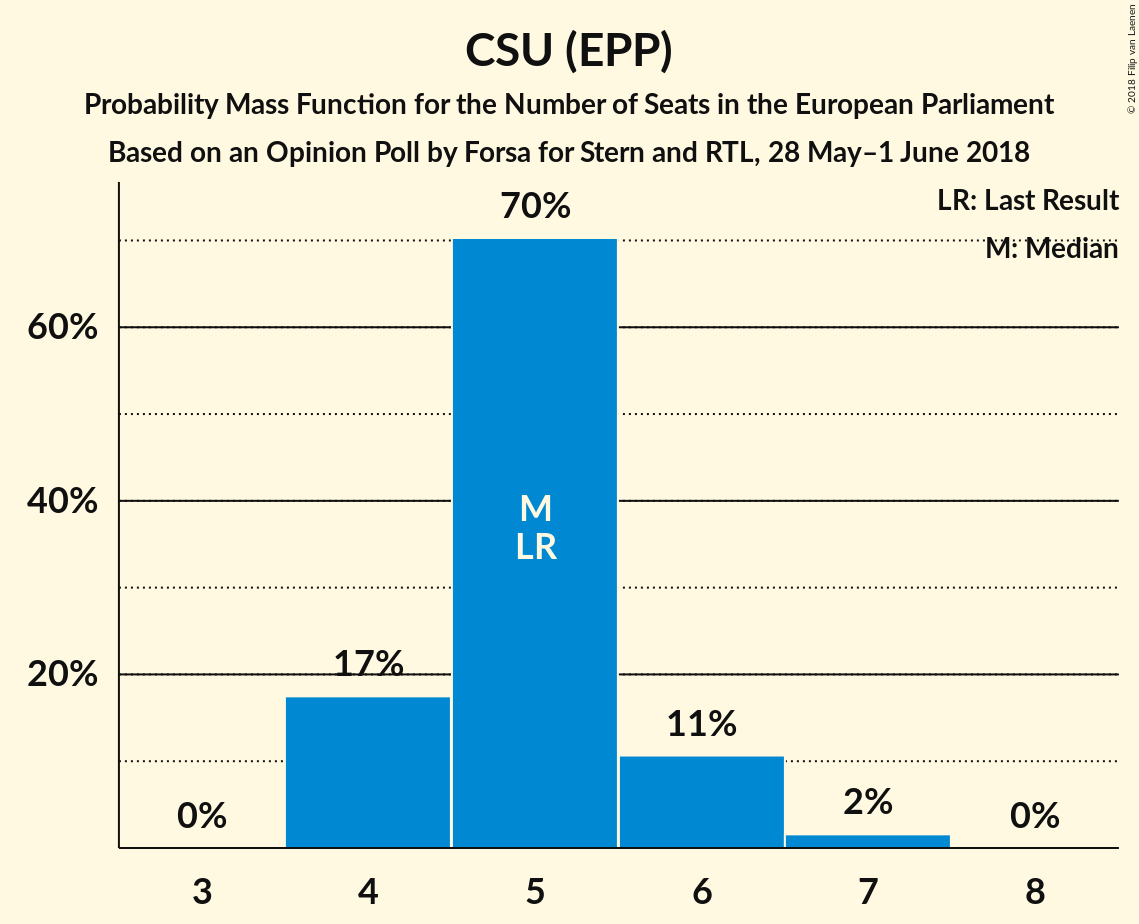 CSU (EPP)
Probability Mass Function for the Number of Seats in the European Parliament
Based on an Opinion Poll by Forsa for Stern and RTL, 28 May–1 June 2018
© 2018 Filip van Laenen
LR: Last Result
M: Median
70%
60%
40%
20%
M
LR
17%
11%
2%
0%
0%
3 4 5 6 7 8